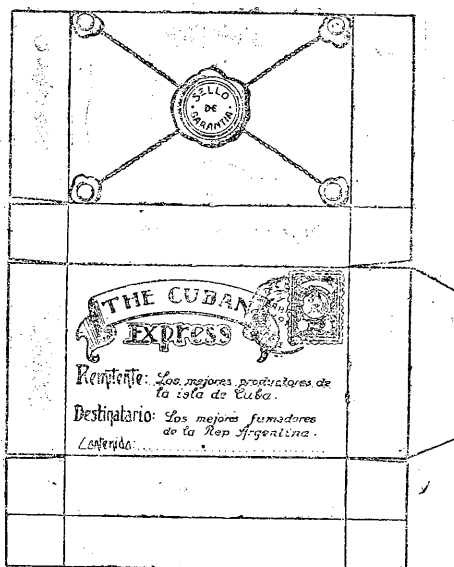 SELLO
DE
GARANTIA
THE CUBAN
Express
Remitente: Los mejores productores de
la isla de Cuba.
Destinatario: Los mejores fumadores
de la Rep Argentina.
Contenido: